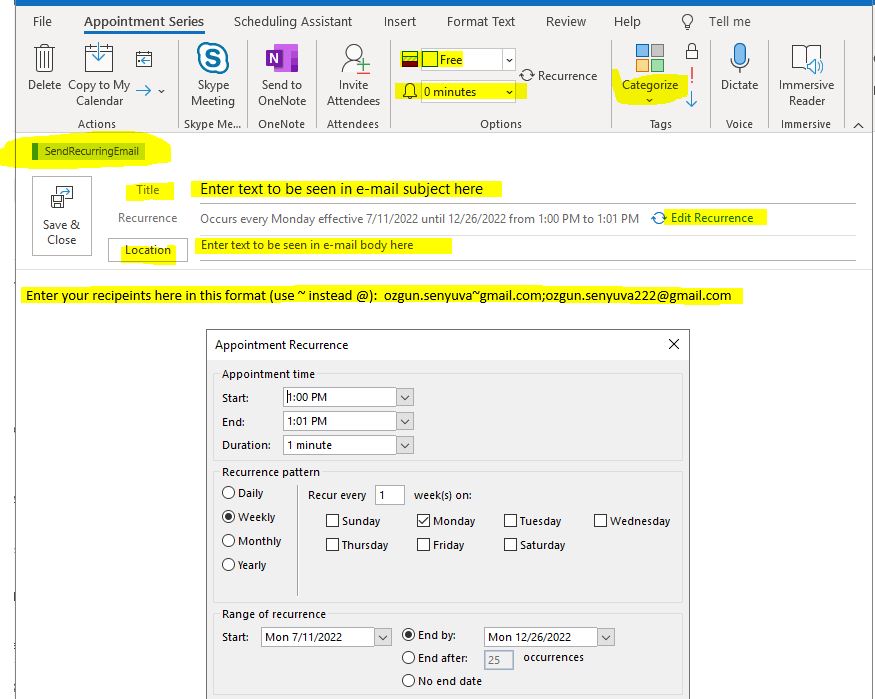 File Appointment Series Scheduling Assistant Insert Format Text Review Help Tell me
Delete
Copy to My Calendar
Actions
Skype Meeting
Skype Me...
Send to OneNote
OneNote
Invite Attendees
Attendees
Free
0 minutes
Recurrence
Options
Categorize
Tags
Dictate
Voice
Immersive Reader
Immersive
SendRecurringEmail
Save & Close
Title Enter text to be seen in e-mail subject here
Recurrence Occurs every Monday effective 7/11/2022 until 12/26/2022 from 1:00 PM to 1:01 PM Edit Recurrence
Location Enter text to be seen in e-mail body here
Enter your recipeints here in this format (use ~ instead @): ozgun.senyuva~gmail.com;ozgun.senyuva222@gmail.com
Appointment Recurrence
Appointment time
Start: 1:00 PM
End: 1:01 PM
Duration: 1 minute
Recurrence pattern
Daily
Weekly
Monthly
Yearly
Recur every 1 week(s) on:
Sunday Monday Tuesday Wednesday
Thursday Friday Saturday
Range of recurrence
Start: Mon 7/11/2022
End by: Mon 12/26/2022
End after: 25 occurrences
No end date